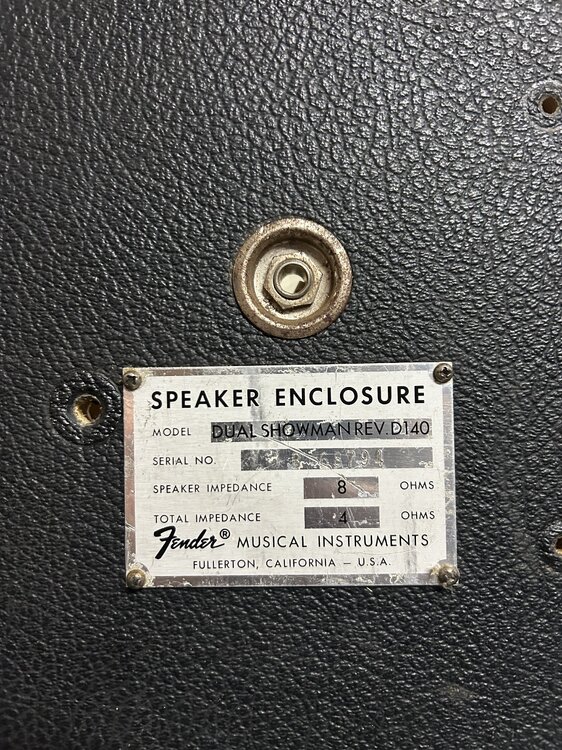 SPEAKER ENCLOSURE
MODEL DUAL SHOWMAN REV. D140
SERIAL NO.
SPEAKER IMPEDANCE 8 OHMS
TOTAL IMPEDANCE 4 OHMS
Fender® MUSICAL INSTRUMENTS
FULLERTON, CALIFORNIA – U.S.A.